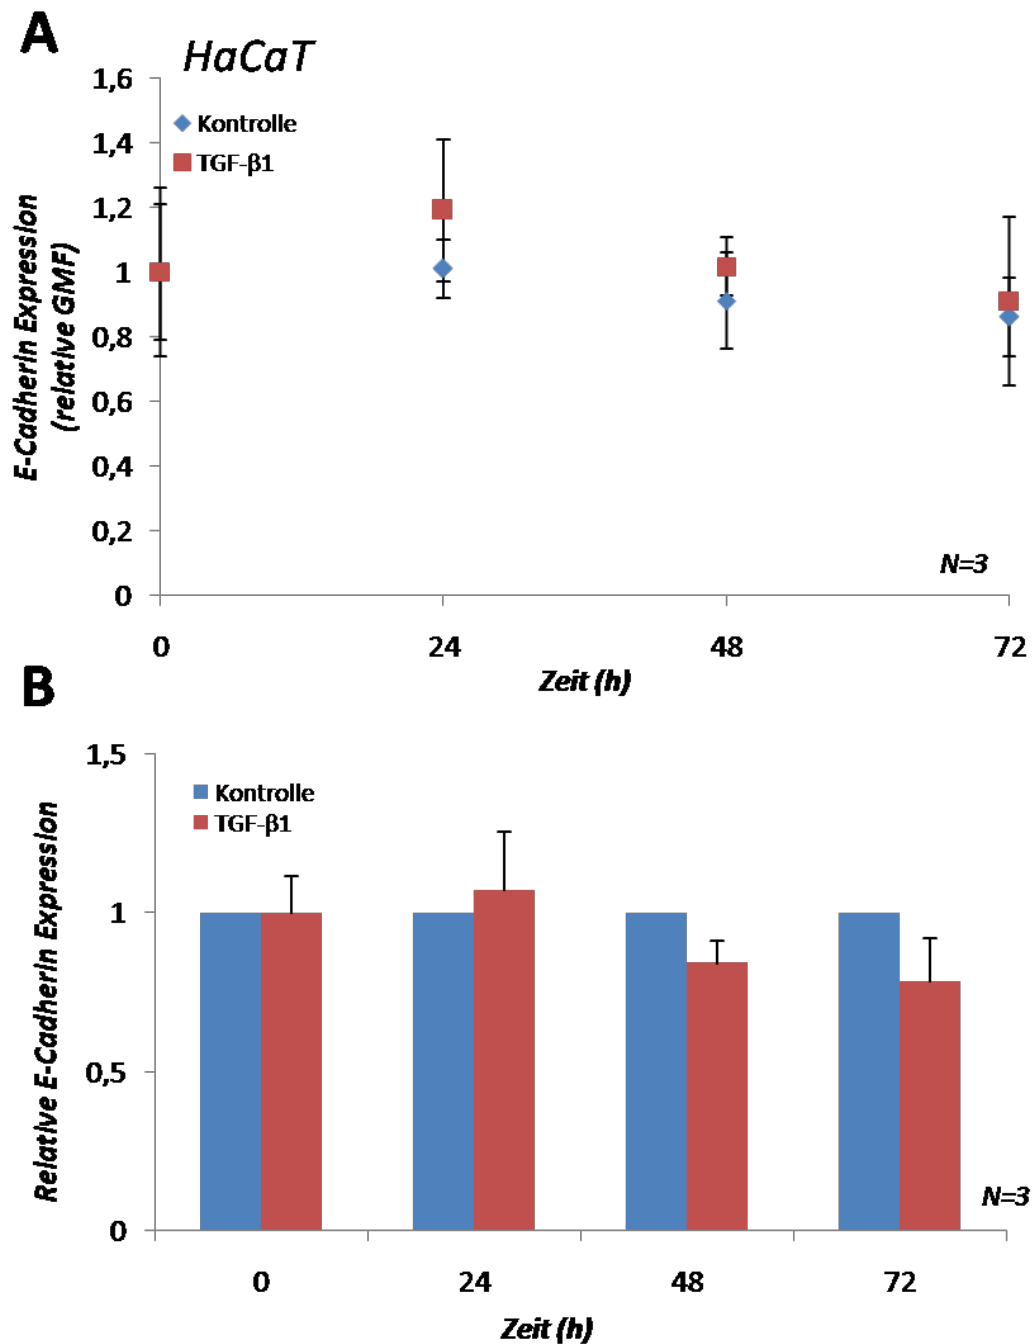 A
HaCaT
1,6
1,4
1,2
1
0,8
0,6
0,4
0,2
0
Kontrolle
TGF-β1
E-Cadherin Expression
(relative GMF)
N=3
0 24 48 72
Zeit (h)
B
1,5
1
0,5
0
Kontrolle
TGF-β1
Relative E-Cadherin Expression
N=3
0 24 48 72
Zeit (h)